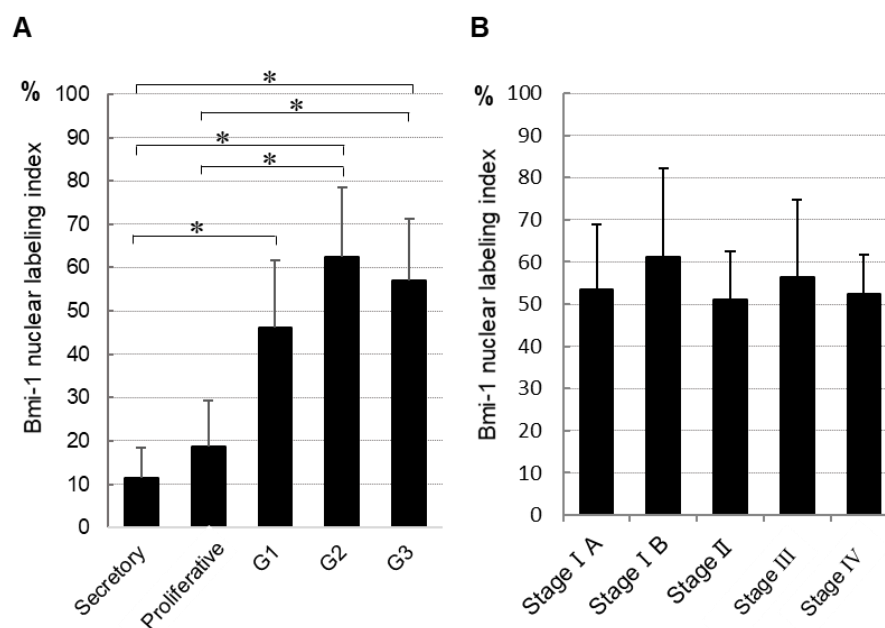 A
%
Bmi-1 nuclear labeling index
100
90
80
70
60
50
40
30
20
10
0
*
*
*
*
*
Secretory
Proliferative
G1
G2
G3
B
%
Bmi-1 nuclear labeling index
100
90
80
70
60
50
40
30
20
10
0
Stage Ⅰ A
Stage Ⅰ B
Stage Ⅱ
Stage Ⅲ
Stage Ⅳ